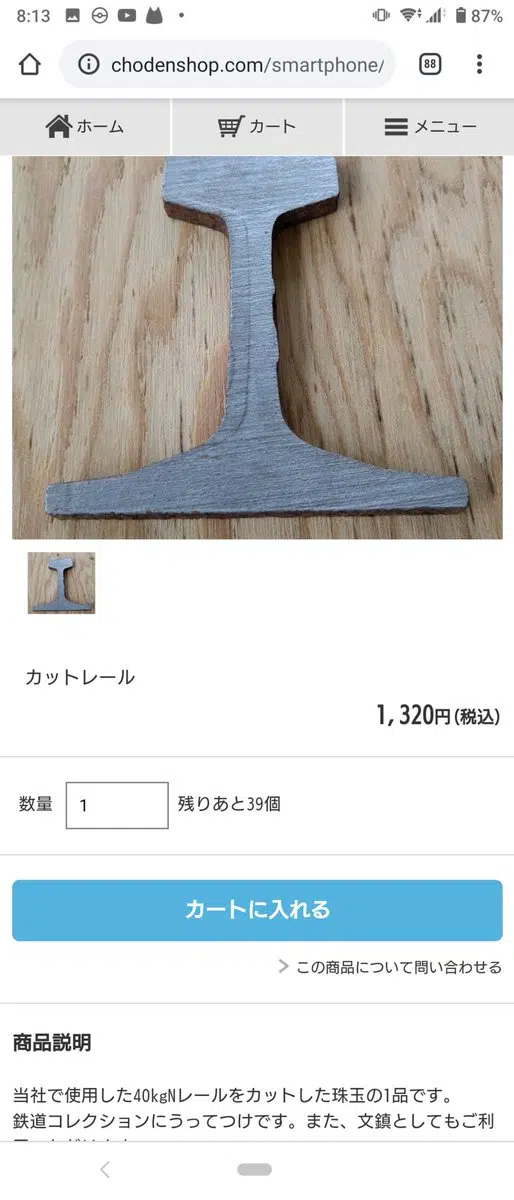 8:13
87%
chodenshop.com/smartphone/
88
ホーム
カート
メニュー
カットレール
1,320円(税込)
数量
1
残りあと39個
カートに入れる
この商品について問い合わせる
商品説明
当社で使用した40kgNレールをカットした珠玉の1品です。
鉄道コレクションにうってつけです。また、文鎮としてもご利